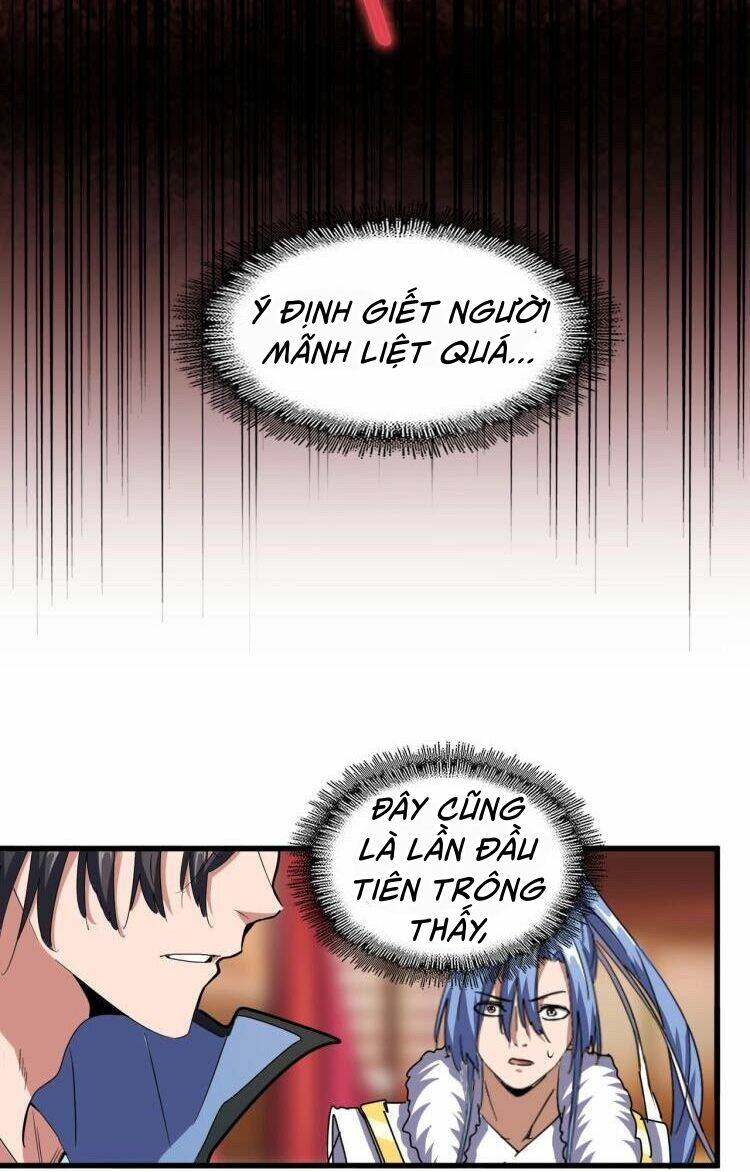 Ý ĐỊNH GIẾT NGƯỜI
MÃNH LIỆT QUÁ...
ĐÂY CŨNG
LÀ LẦN ĐẦU
TIÊN TRÔNG
THẤY,